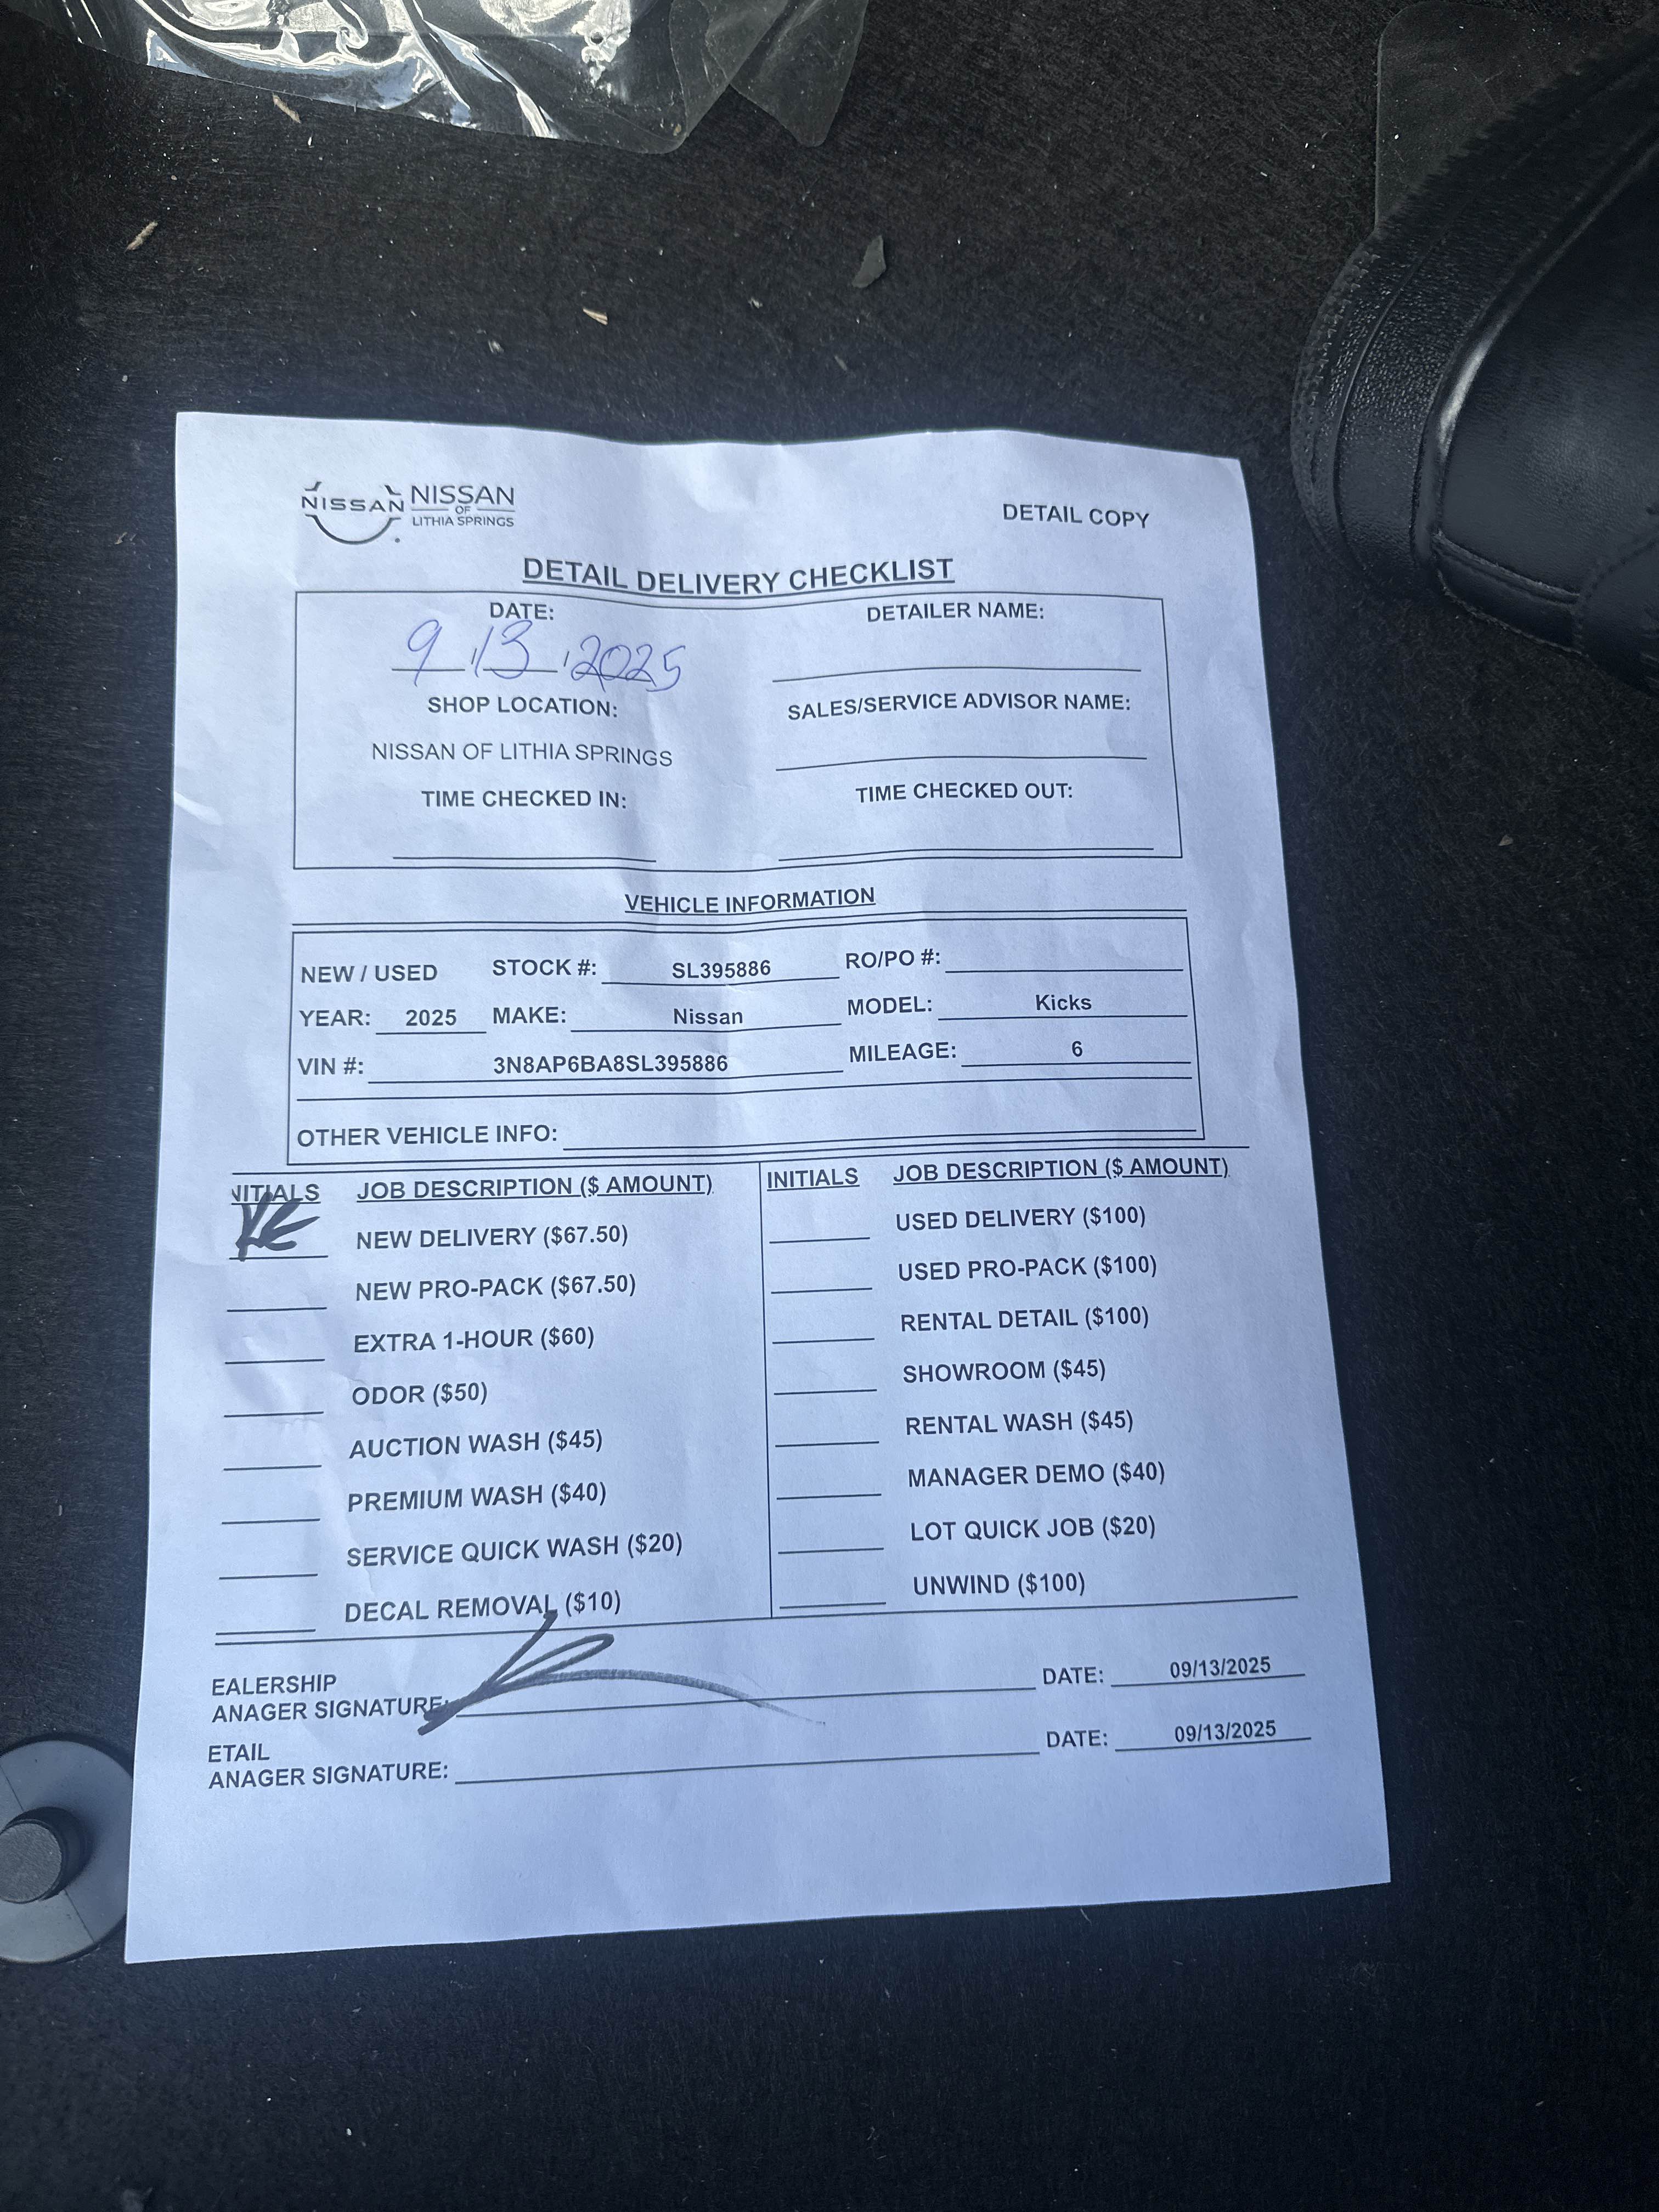 NISSAN NISSAN
OF
LITHIA SPRINGS
DETAIL COPY
DETAIL DELIVERY CHECKLIST
DATE: DETAILER NAME:
9 / 13 / 2025
SHOP LOCATION: SALES/SERVICE ADVISOR NAME:
NISSAN OF LITHIA SPRINGS
TIME CHECKED IN: TIME CHECKED OUT:
VEHICLE INFORMATION
NEW / USED STOCK #: SL395886 RO/PO #:
YEAR: 2025 MAKE: Nissan MODEL: Kicks
VIN #: 3N8AP6BA8SL395886 MILEAGE: 6
OTHER VEHICLE INFO:
NITIALS JOB DESCRIPTION ($ AMOUNT) INITIALS JOB DESCRIPTION ($ AMOUNT)
NEW DELIVERY ($67.50) USED DELIVERY ($100)
NEW PRO-PACK ($67.50) USED PRO-PACK ($100)
EXTRA 1-HOUR ($60) RENTAL DETAIL ($100)
ODOR ($50) SHOWROOM ($45)
AUCTION WASH ($45) RENTAL WASH ($45)
PREMIUM WASH ($40) MANAGER DEMO ($40)
SERVICE QUICK WASH ($20) LOT QUICK JOB ($20)
DECAL REMOVAL ($10) UNWIND ($100)
EALERSHIP
ANAGER SIGNATURE: DATE: 09/13/2025
ETAIL
ANAGER SIGNATURE: DATE: 09/13/2025